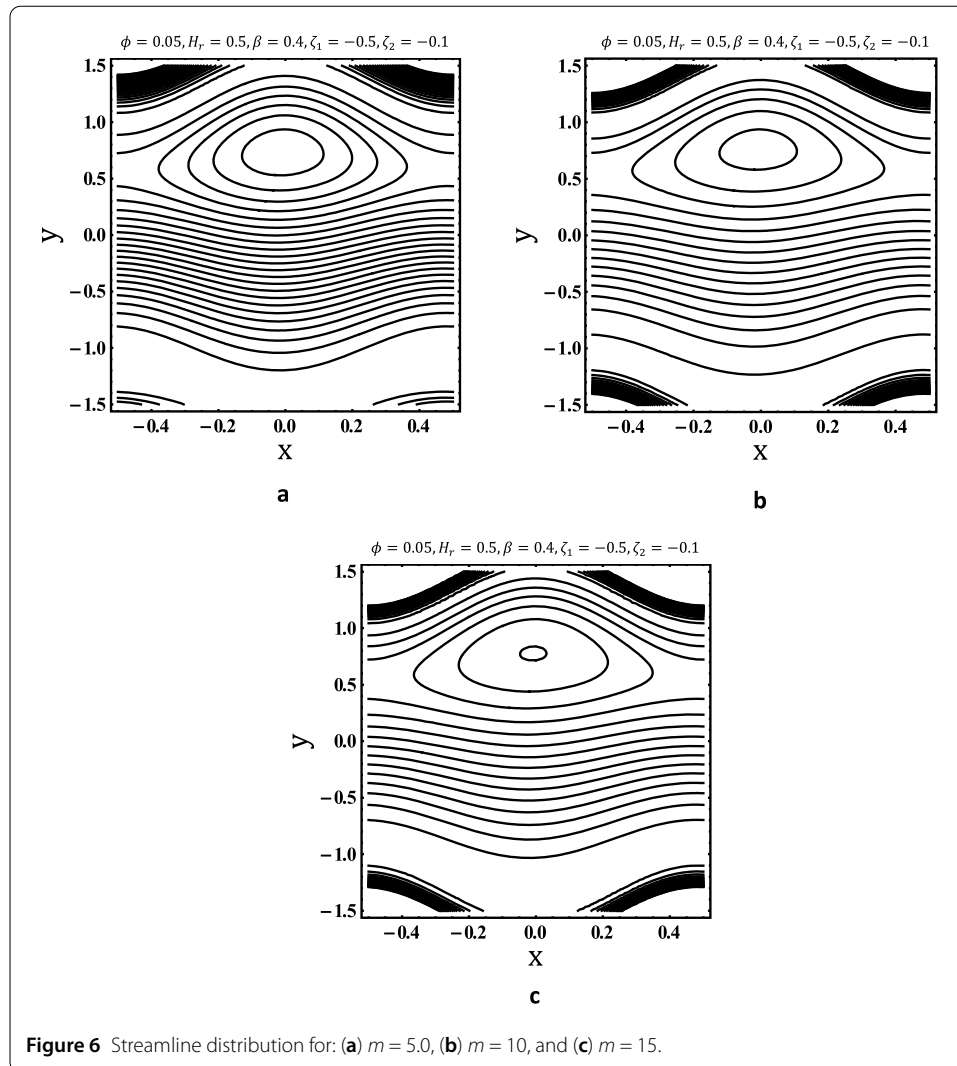 ϕ = 0.05, H_r = 0.5, β = 0.4, ζ_1 = −0.5, ζ_2 = −0.1
1.5
1.0
0.5
0.0
−0.5
−1.0
−1.5
y
−0.4 −0.2 0.0 0.2 0.4
x
a
ϕ = 0.05, H_r = 0.5, β = 0.4, ζ_1 = −0.5, ζ_2 = −0.1
1.5
1.0
0.5
0.0
−0.5
−1.0
−1.5
y
−0.4 −0.2 0.0 0.2 0.4
x
b
ϕ = 0.05, H_r = 0.5, β = 0.4, ζ_1 = −0.5, ζ_2 = −0.1
1.5
1.0
0.5
0.0
−0.5
−1.0
−1.5
y
−0.4 −0.2 0.0 0.2 0.4
x
c
Figure 6 Streamline distribution for: (a) m = 5.0, (b) m = 10, and (c) m = 15.